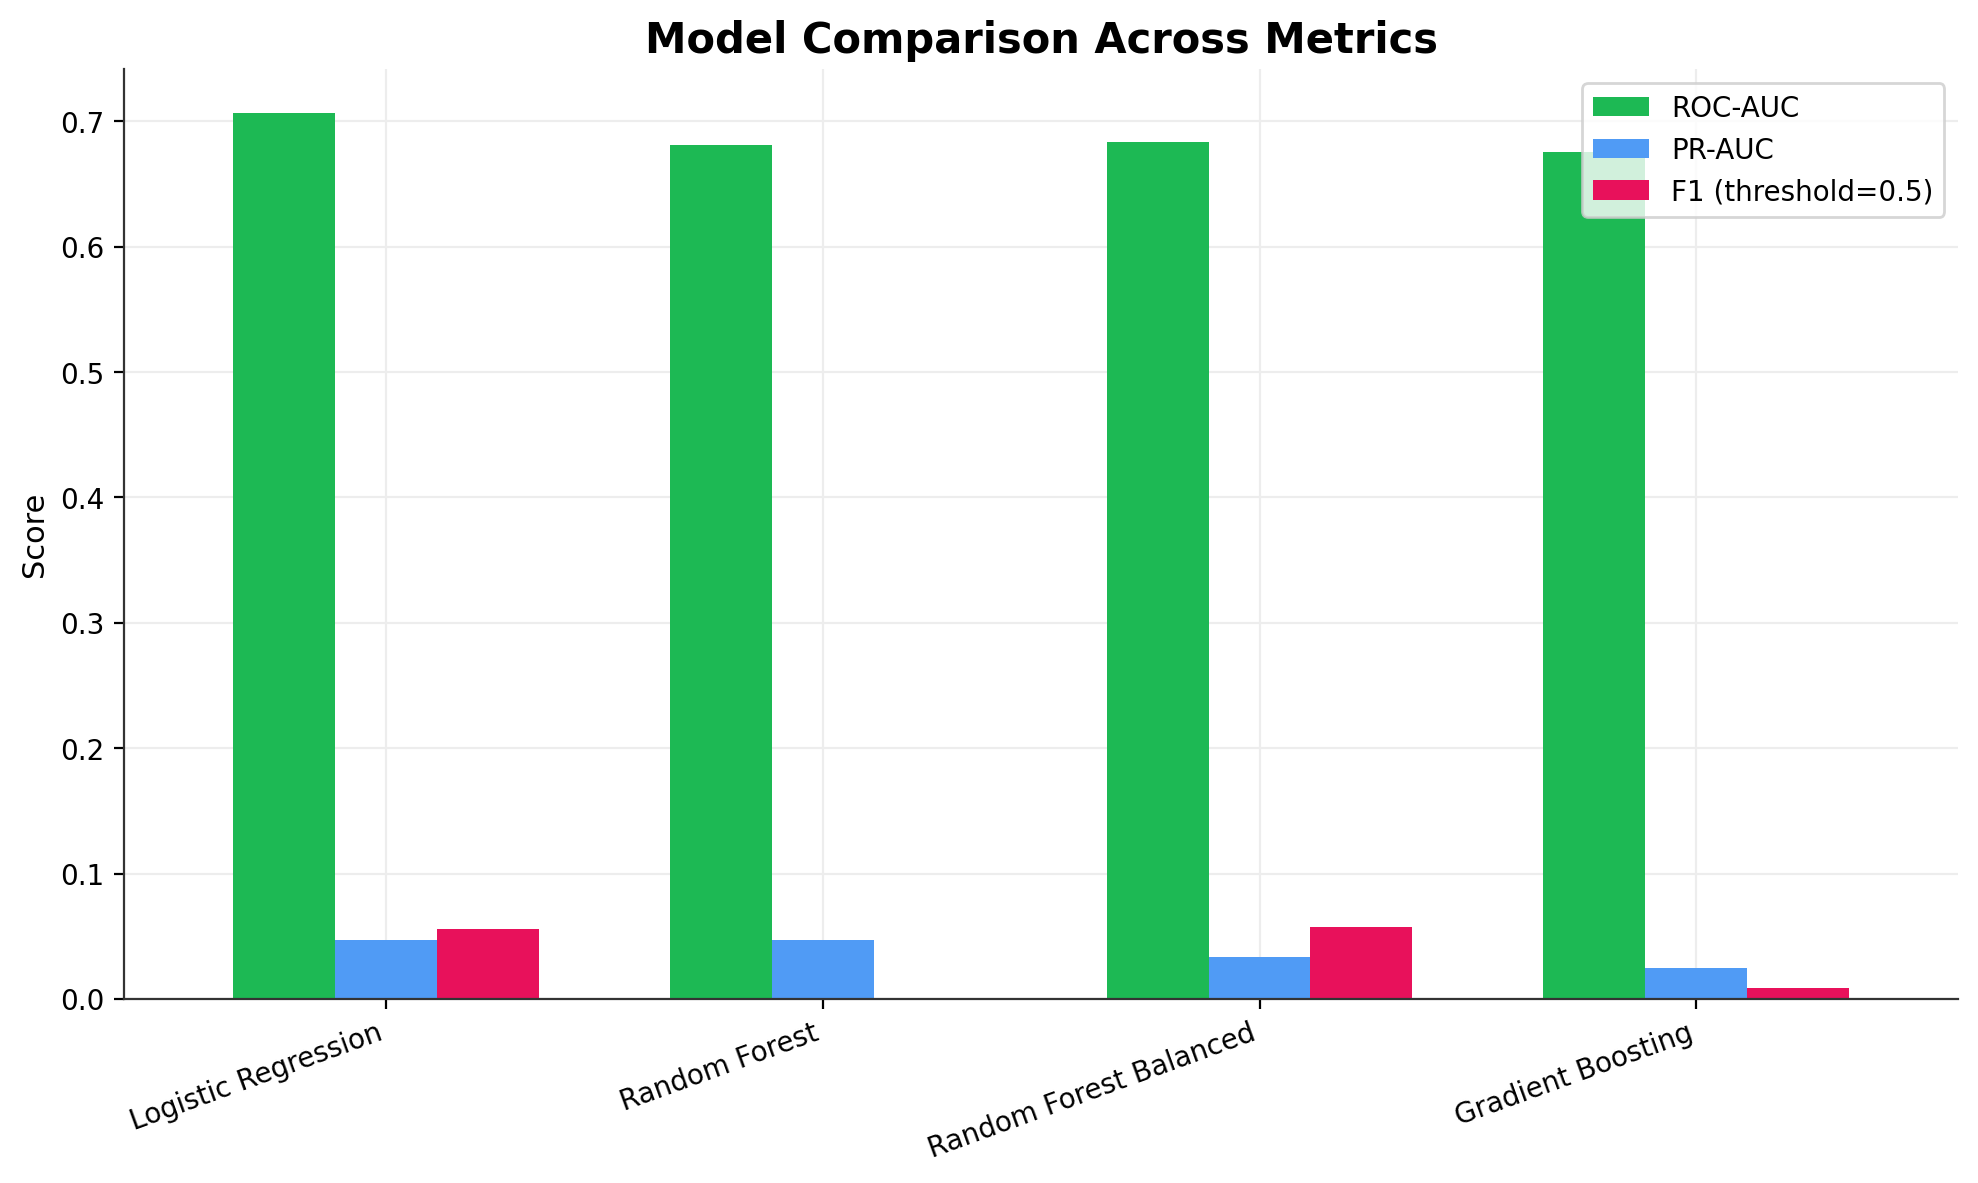 Model Comparison Across Metrics
ROC-AUC
PR-AUC
F1 (threshold=0.5)
Score
0.7
0.6
0.5
0.4
0.3
0.2
0.1
0.0
Logistic Regression
Random Forest
Random Forest Balanced
Gradient Boosting